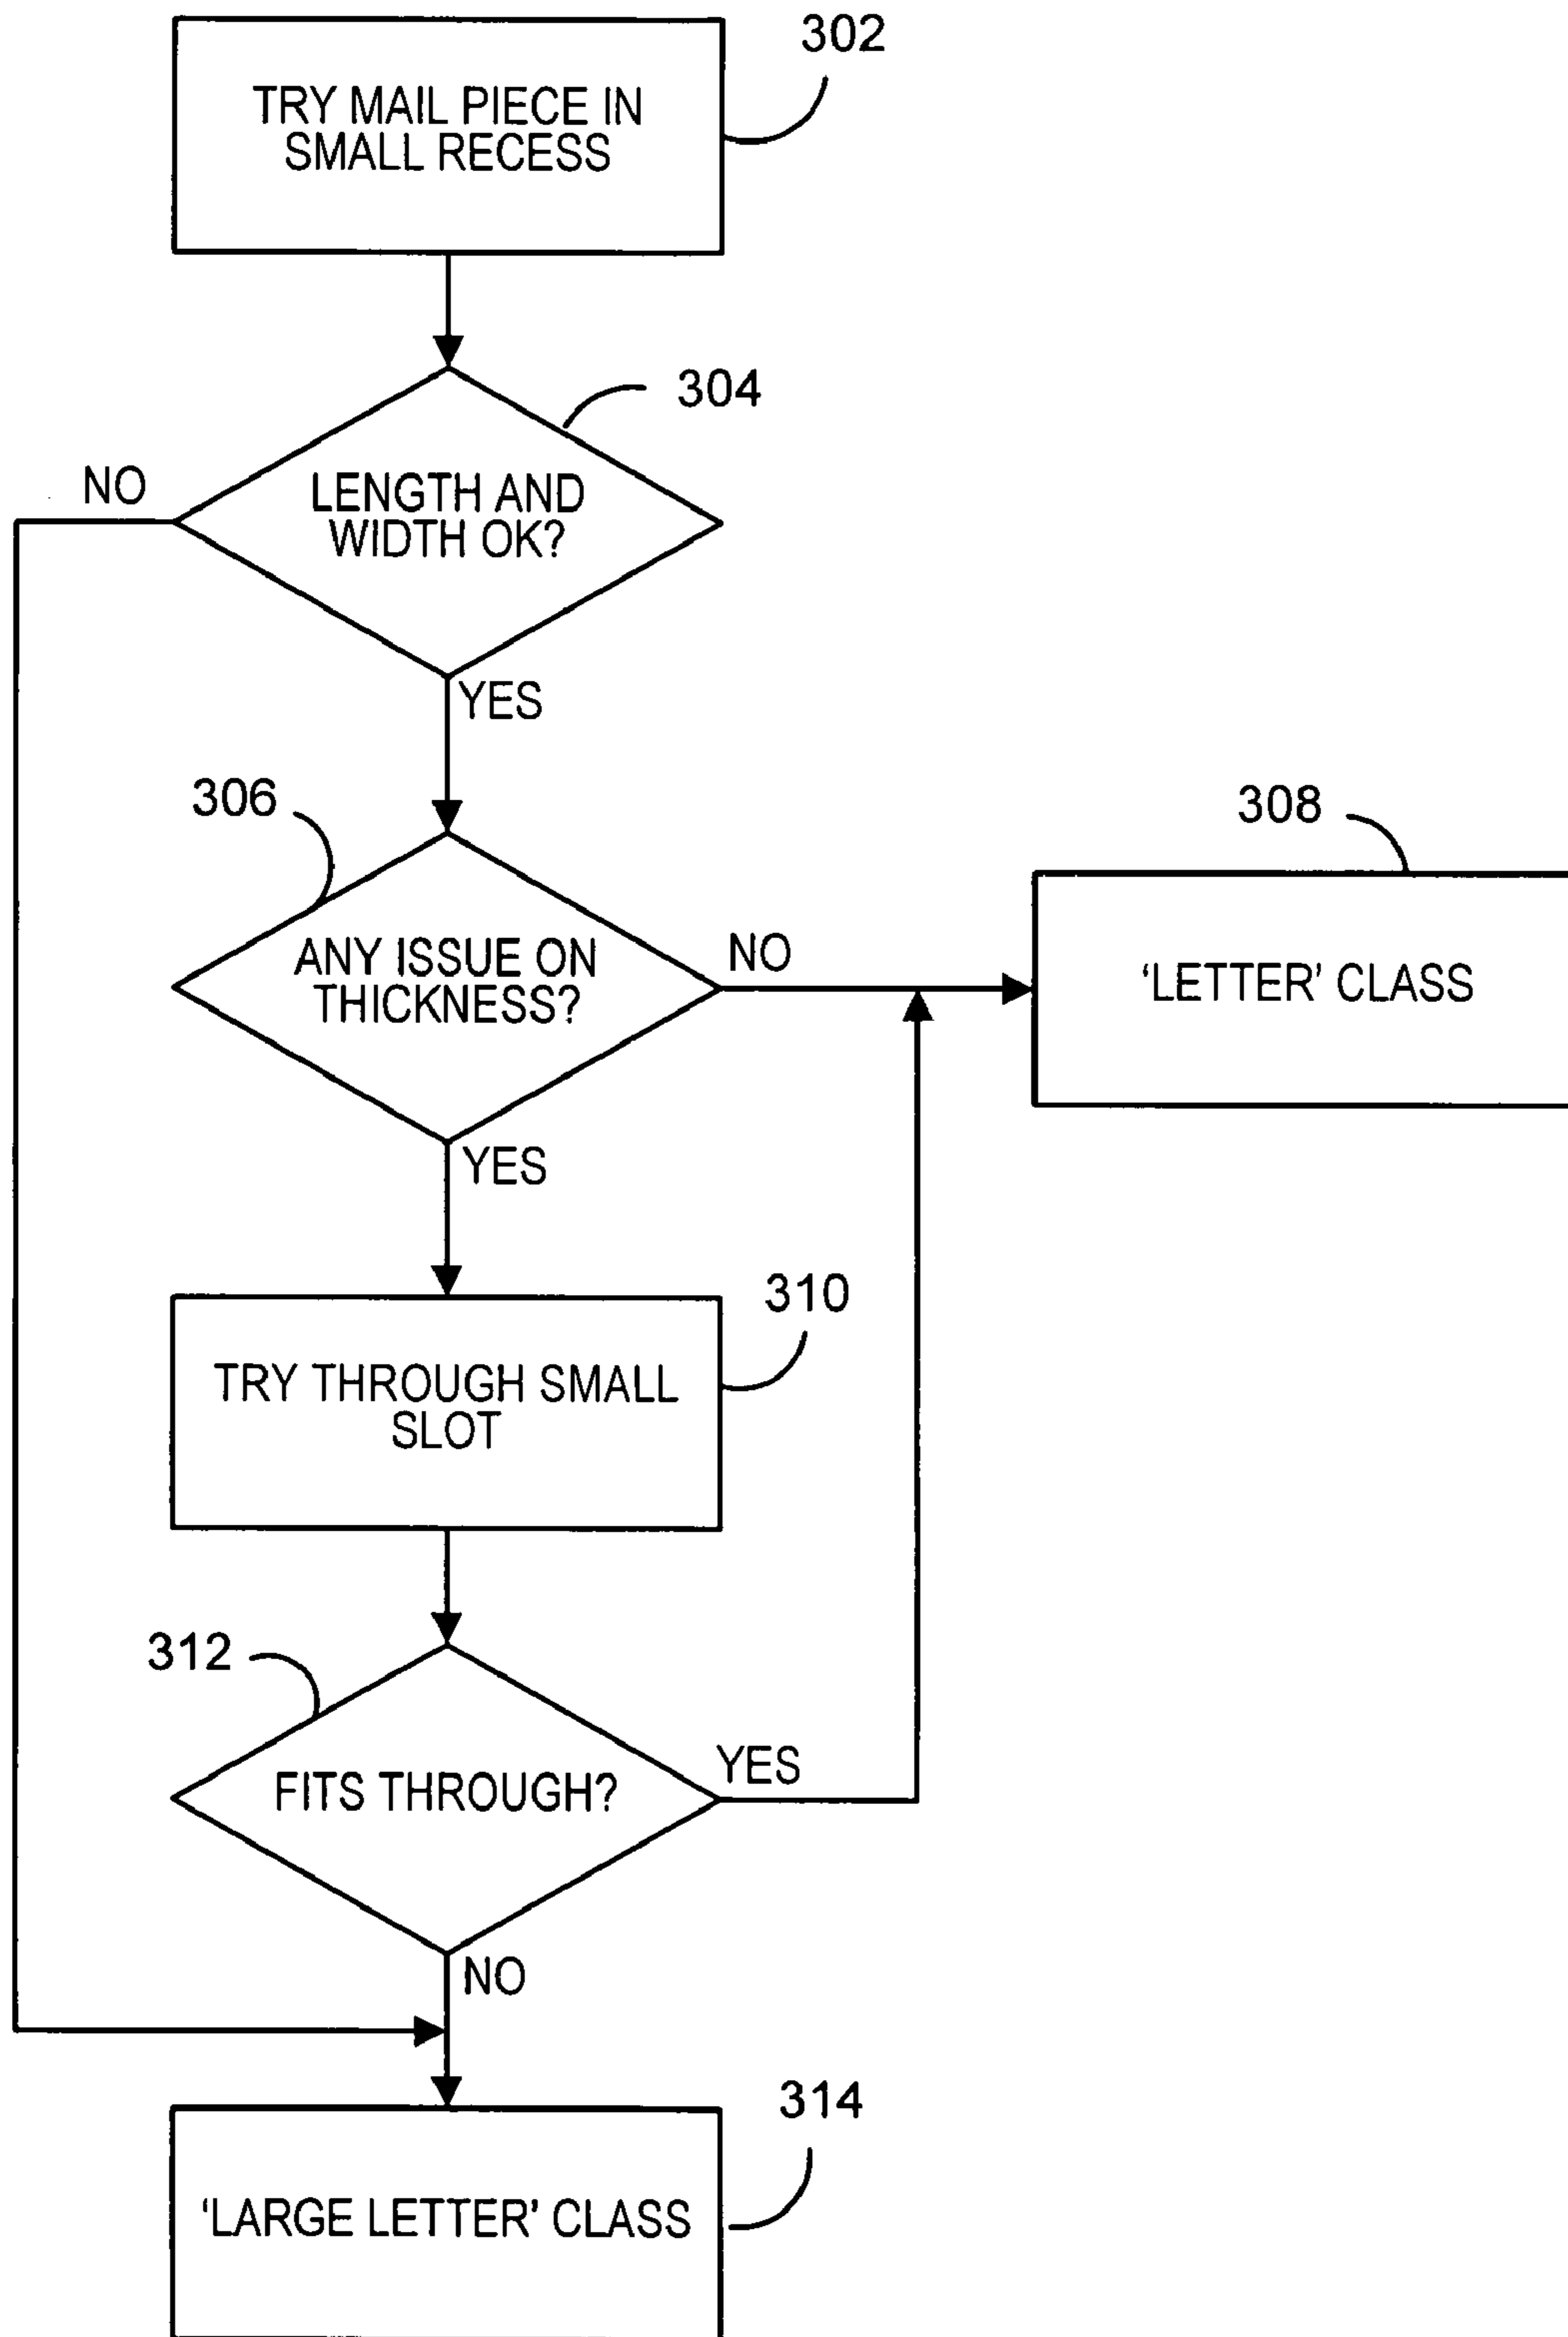 302
TRY MAIL PIECE IN
SMALL RECESS
304
NO
LENGTH AND
WIDTH OK?
YES
306
308
ANY ISSUE ON
THICKNESS?
NO
'LETTER' CLASS
YES
310
TRY THROUGH SMALL
SLOT
312
FITS THROUGH?
YES
NO
314
'LARGE LETTER' CLASS